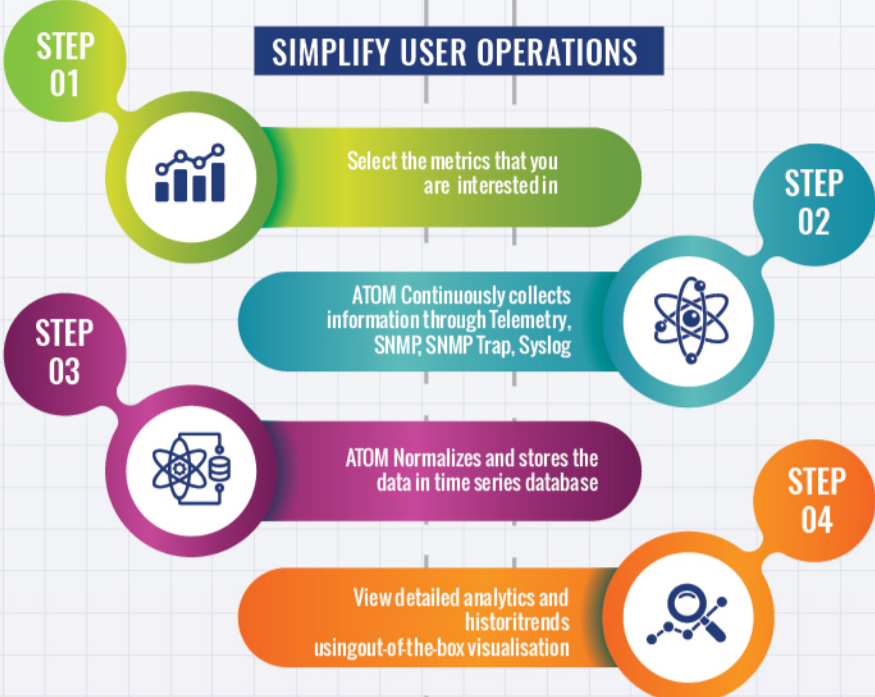 SIMPLIFY USER OPERATIONS
STEP
01
Select the metrics that you
are interested in
STEP
02
ATOM Continuously collects
information through Telemetry,
SNMP, SNMP Trap, Syslog
STEP
03
ATOM Normalizes and stores the
data in time series database
STEP
04
View detailed analytics and
historitrends
usingout-of-the-box visualisation